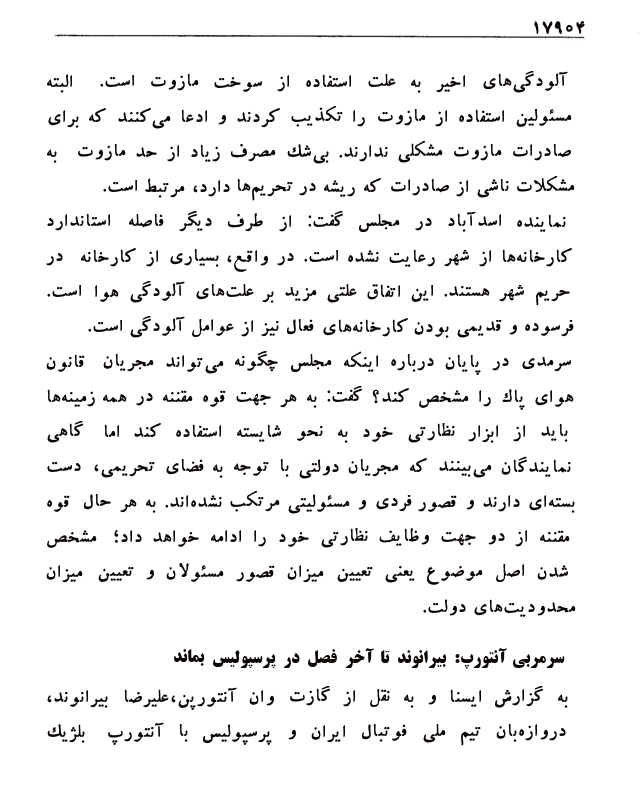 ۱۷۹۰۴
آلودگی‌های اخیر به علت استفاده از سوخت مازوت است. البته
مسئولین استفاده از مازوت را تکذیب کردند و ادعا می‌کنند که برای
صادرات مازوت مشکلی ندارند. بی‌شك مصرف زیاد از حد مازوت به
مشکلات ناشی از صادرات که ریشه در تحریم‌ها دارد، مرتبط است.
نماینده اسدآباد در مجلس گفت: از طرف دیگر فاصله استاندارد
کارخانه‌ها از شهر رعایت نشده است. در واقع، بسیاری از کارخانه در
حریم شهر هستند. این اتفاق علتی مزید بر علت‌های آلودگی هوا است.
فرسوده و قدیمی بودن کارخانه‌های فعال نیز از عوامل آلودگی است.
سرمدی در پایان درباره اینکه مجلس چگونه می‌تواند مجریان قانون
هوای پاك را مشخص کند؟ گفت: به هر جهت قوه مقننه در همه زمینه‌ها
باید از ابزار نظارتی خود به نحو شایسته استفاده کند اما گاهی
نمایندگان می‌بینند که مجریان دولتی با توجه به فضای تحریمی، دست
بسته‌ای دارند و قصور فردی و مسئولیتی مرتکب نشده‌اند. به هر حال قوه
مقننه از دو جهت وظایف نظارتی خود را ادامه خواهد داد؛ مشخص
شدن اصل موضوع یعنی تعیین میزان قصور مسئولان و تعیین میزان
محدودیت‌های دولت.
سرمربی آنتورپ: بیرانوند تا آخر فصل در پرسپولیس بماند
به گزارش ایسنا و به نقل از گازت وان آنتورپن،علیرضا بیرانوند،
دروازه‌بان تیم ملی فوتبال ایران و پرسپولیس با آنتورپ بلژيك